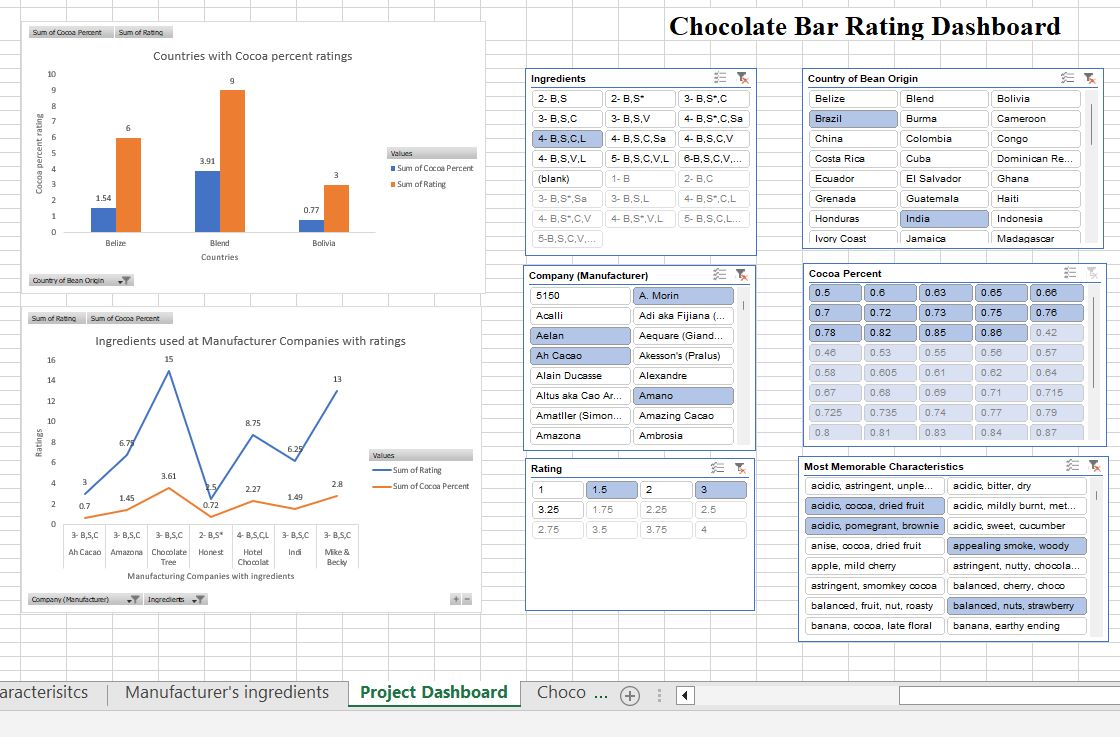 Chocolate Bar Rating Dashboard
Sum of Cocoa Percent Sum of Rating
Countries with Cocoa percent ratings
Cocoa percent rating
10
9
8
7
6
5
4
3
2
1
0
1.54 6
3.91 9
0.77 3
Belize Blend Bolivia
Countries
Values
Sum of Cocoa Percent
Sum of Rating
Country of Bean Origin
Sum of Rating Sum of Cocoa Percent
Ingredients used at Manufacturer Companies with ratings
Ratings
16
14
12
10
8
6
4
2
0
3 6.75 15 2.5 8.75 6.25 13
0.7 1.45 3.61 0.72 2.27 1.49 2.8
3- B,S,C 3- B,S,C 3- B,S,C 2- B,S* 4- B,S,C,L 3- B,S,C 3- B,S,C
Ah Cacao Amazona Chocolate Tree Honest Hotel Chocolat Indi Mike & Becky
Manufacturing Companies with ingredients
Values
Sum of Rating
Sum of Cocoa Percent
Company (Manufacturer) Ingredients
+ −
Ingredients
2- B,S 2- B,S* 3- B,S*,C
3- B,S,C 3- B,S,V 4- B,S*,C,Sa
4- B,S,C,L 4- B,S,C,Sa 4- B,S,C,V
4- B,S,V,L 5- B,S,C,V,L 6-B,S,C,V,...
(blank) 1- B 2- B,C
3- B,S*,Sa 3- B,S,L 4- B,S*,C,L
4- B,S*,C,V 4- B,S*,V,L 5- B,S,C,L...
5-B,S,C,V,...
Country of Bean Origin
Belize Blend Bolivia
Brazil Burma Cameroon
China Colombia Congo
Costa Rica Cuba Dominican Re...
Ecuador El Salvador Ghana
Grenada Guatemala Haiti
Honduras India Indonesia
Ivory Coast Jamaica Madagascar
Company (Manufacturer)
5150 A. Morin
Acalli Adi aka Fijiana (...
Aelan Aequare (Giand...
Ah Cacao Akesson's (Pralus)
Alain Ducasse Alexandre
Altus aka Cao Ar... Amano
Amatller (Simon... Amazing Cacao
Amazona Ambrosia
Cocoa Percent
0.5 0.6 0.63 0.65 0.66
0.7 0.72 0.73 0.75 0.76
0.78 0.82 0.85 0.86 0.42
0.46 0.53 0.55 0.56 0.57
0.58 0.605 0.61 0.62 0.64
0.67 0.68 0.69 0.71 0.715
0.725 0.735 0.74 0.77 0.79
0.8 0.81 0.83 0.84 0.87
Rating
1 1.5 2 3
3.25 1.75 2.25 2.5
2.75 3.5 3.75 4
Most Memorable Characteristics
acidic, astringent, unple... acidic, bitter, dry
acidic, cocoa, dried fruit acidic, mildly burnt, met...
acidic, pomegrant, brownie acidic, sweet, cucumber
anise, cocoa, dried fruit appealing smoke, woody
apple, mild cherry astringent, nutty, chocola...
astringent, smomkey cocoa balanced, cherry, choco
balanced, fruit, nut, roasty balanced, nuts, strawberry
banana, cocoa, late floral banana, earthy ending
aracterisitcs Manufacturer's ingredients Project Dashboard Choco ...